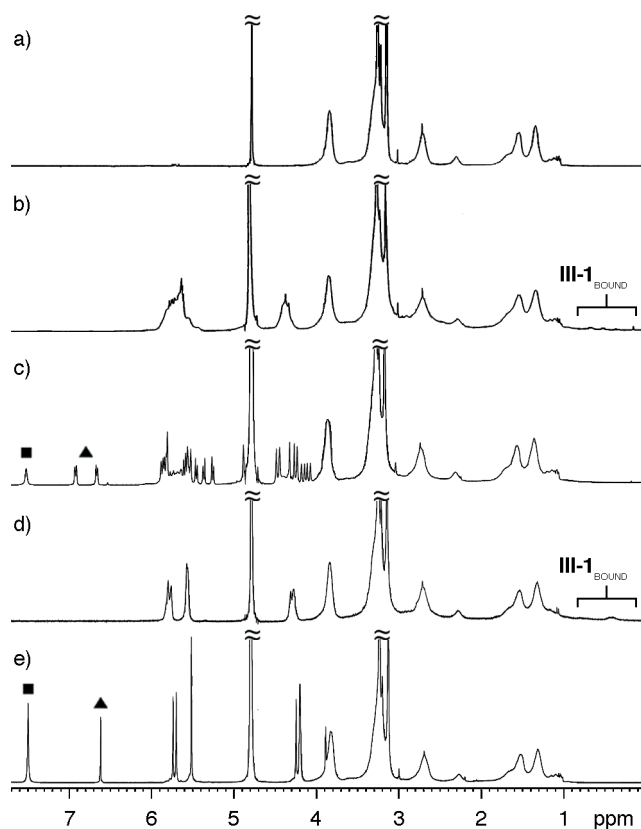 a)
b)
III-1BOUND
c)
■ ▲
d)
III-1BOUND
e)
■ ▲
7 6 5 4 3 2 1 ppm